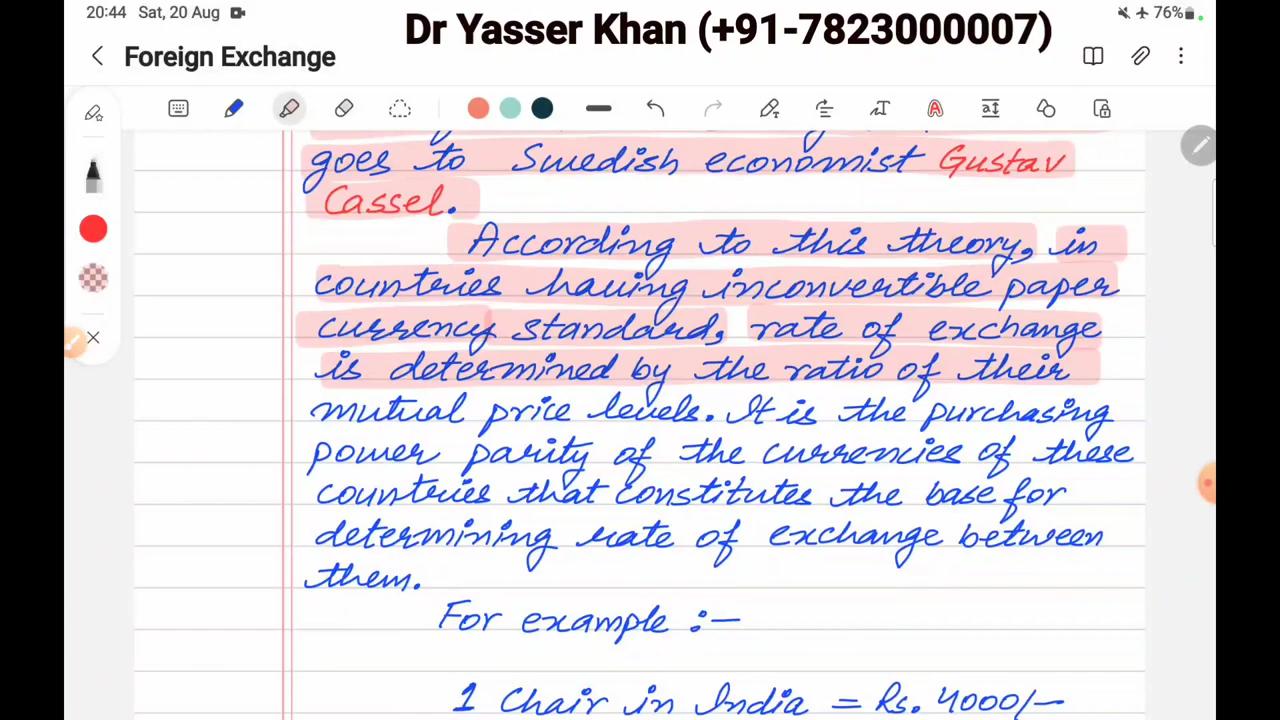 20:44 Sat, 20 Aug
76%
Dr Yasser Khan (+91-7823000007)
Foreign Exchange
goes to Swedish economist Gustav
Cassel.
According to this theory, in
countries having inconvertible paper
currency standard, rate of exchange
is determined by the ratio of their
mutual price levels. It is the purchasing
power parity of the currencies of these
countries that constitutes the base for
determining rate of exchange between
them.
For example :-
1 Chair in India = Rs. 4000/-